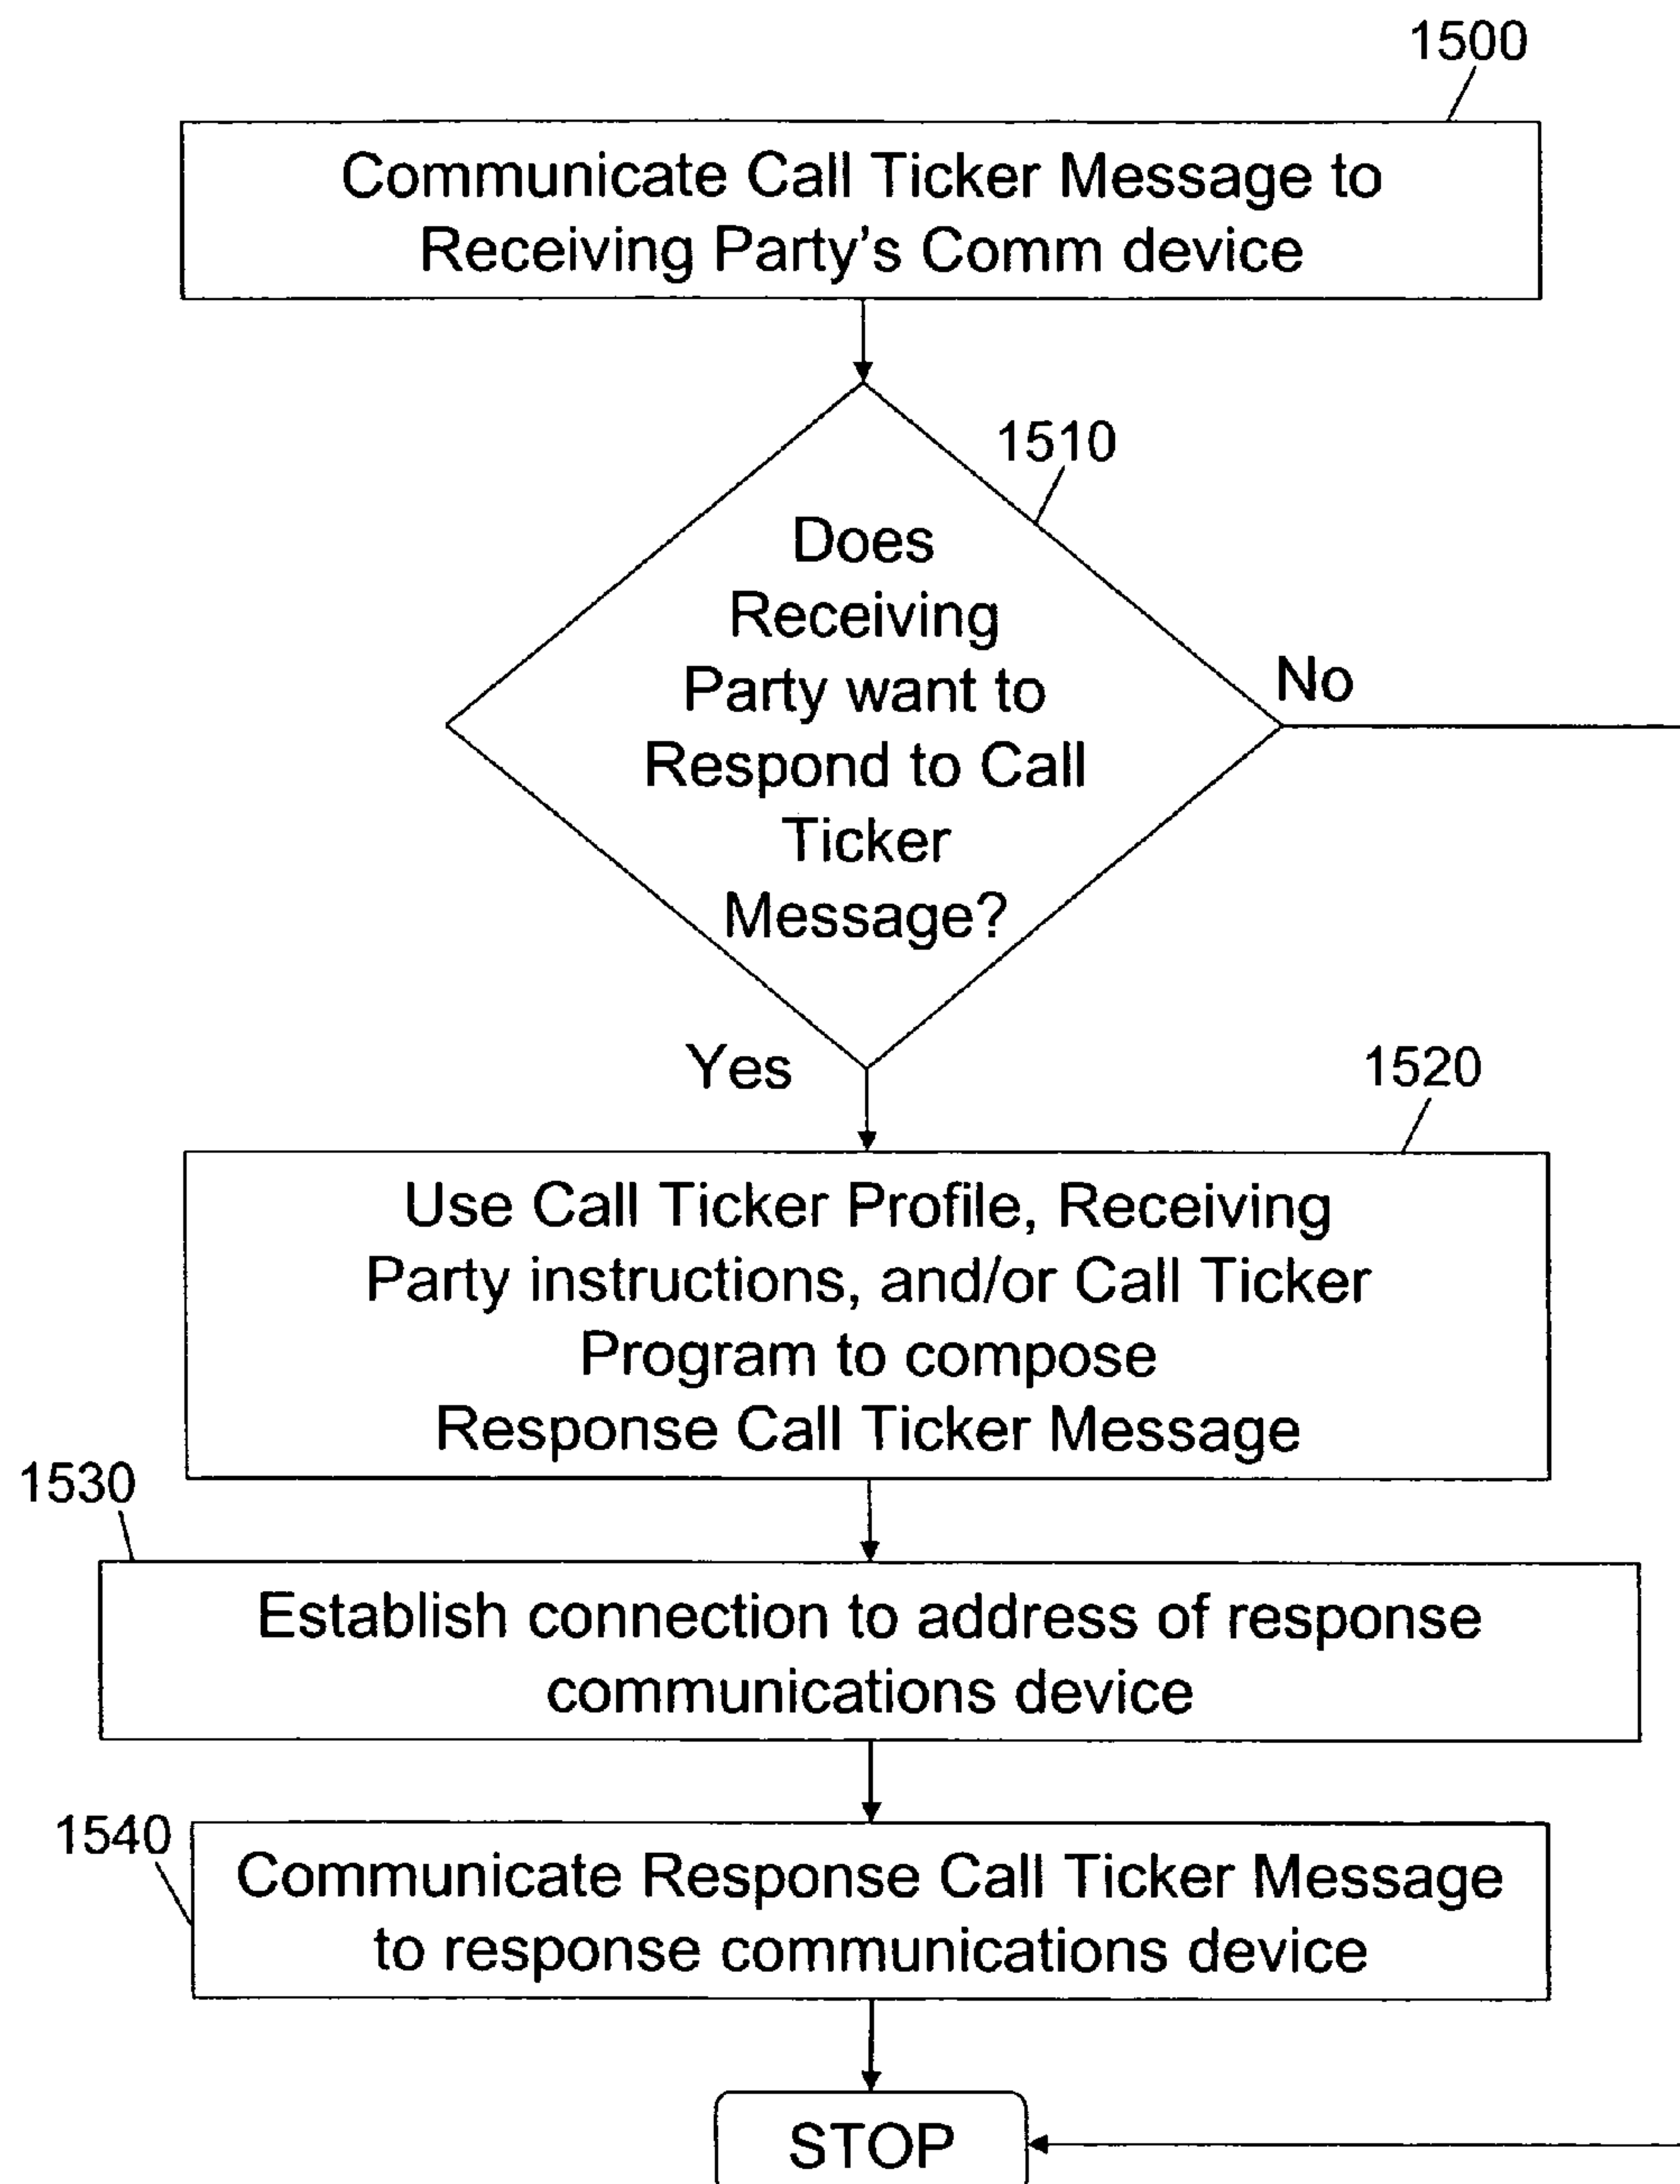 1500
Communicate Call Ticker Message to
Receiving Party's Comm device
1510
Does
Receiving
Party want to
Respond to Call
Ticker
Message?
No
Yes
1520
Use Call Ticker Profile, Receiving
Party instructions, and/or Call Ticker
Program to compose
Response Call Ticker Message
1530
Establish connection to address of response
communications device
1540
Communicate Response Call Ticker Message
to response communications device
STOP